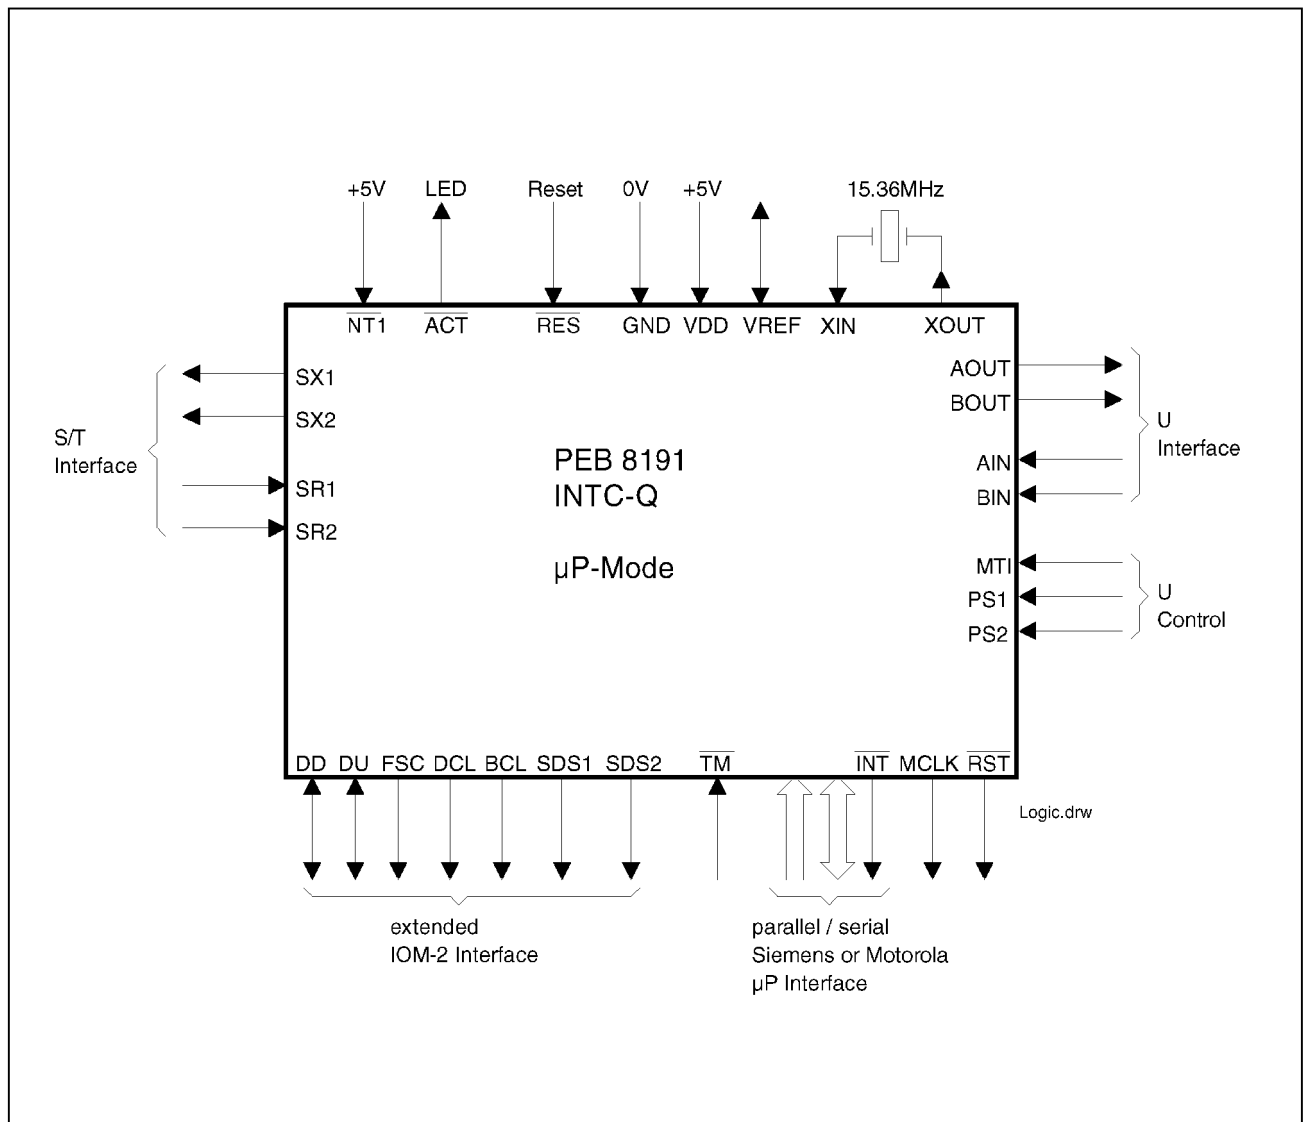 +5V LED Reset 0V +5V 15.36MHz
NT1 ACT RES GND VDD VREF XIN XOUT
SX1
SX2
SR1
SR2
S/T
Interface
PEB 8191
INTC-Q
µP-Mode
AOUT
BOUT
AIN
BIN
U
Interface
MTI
PS1
PS2
U
Control
DD DU FSC DCL BCL SDS1 SDS2 TM INT MCLK RST
Logic.drw
extended
IOM-2 Interface
parallel / serial
Siemens or Motorola
µP Interface